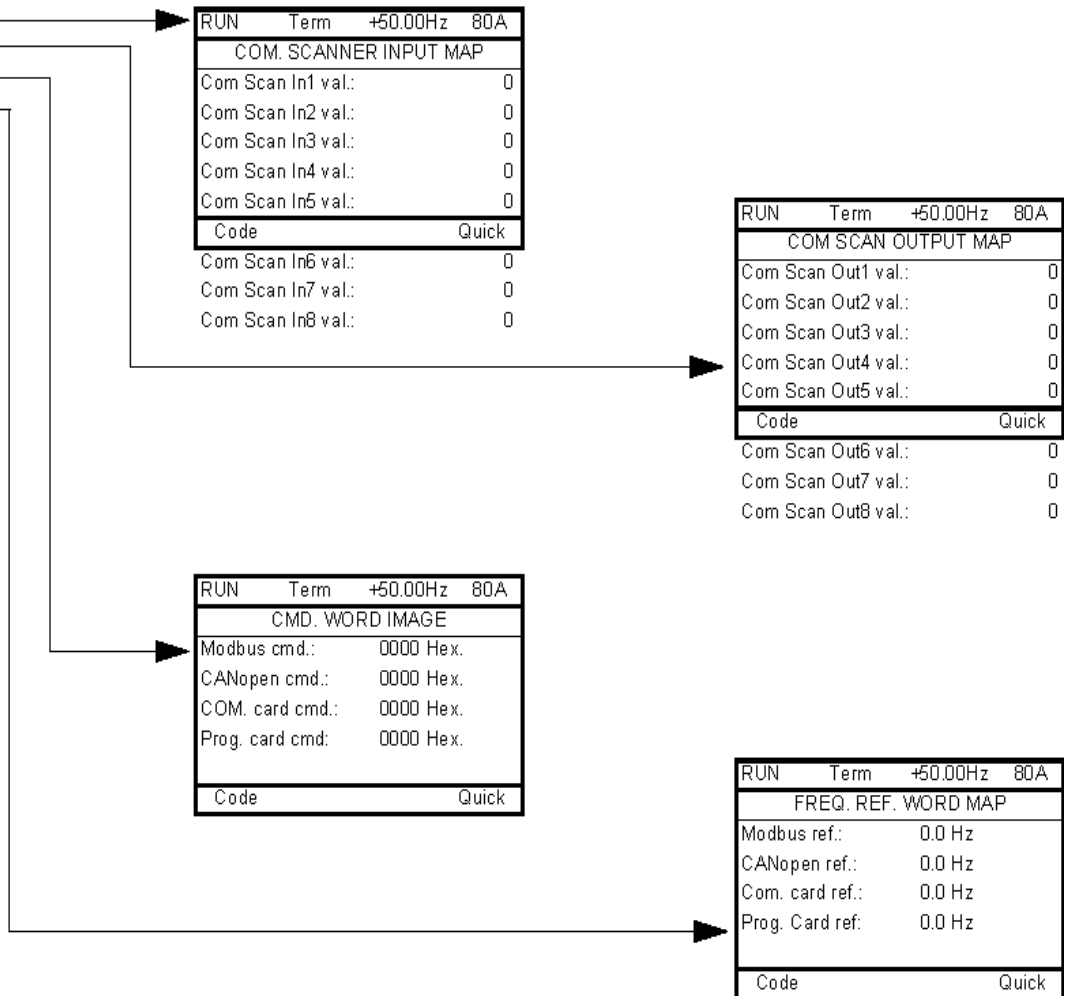 RUN Term +50.00Hz 80A
COM. SCANNER INPUT MAP
Com Scan In1 val.: 0
Com Scan In2 val.: 0
Com Scan In3 val.: 0
Com Scan In4 val.: 0
Com Scan In5 val.: 0
Code Quick
Com Scan In6 val.: 0
Com Scan In7 val.: 0
Com Scan In8 val.: 0
RUN Term +50.00Hz 80A
COM SCAN OUTPUT MAP
Com Scan Out1 val.: 0
Com Scan Out2 val.: 0
Com Scan Out3 val.: 0
Com Scan Out4 val.: 0
Com Scan Out5 val.: 0
Code Quick
Com Scan Out6 val.: 0
Com Scan Out7 val.: 0
Com Scan Out8 val.: 0
RUN Term +50.00Hz 80A
CMD. WORD IMAGE
Modbus cmd.: 0000 Hex.
CANopen cmd.: 0000 Hex.
COM. card cmd.: 0000 Hex.
Prog. card cmd: 0000 Hex.
Code Quick
RUN Term +50.00Hz 80A
FREQ. REF. WORD MAP
Modbus ref.: 0.0 Hz
CANopen ref.: 0.0 Hz
Com. card ref.: 0.0 Hz
Prog. Card ref: 0.0 Hz
Code Quick